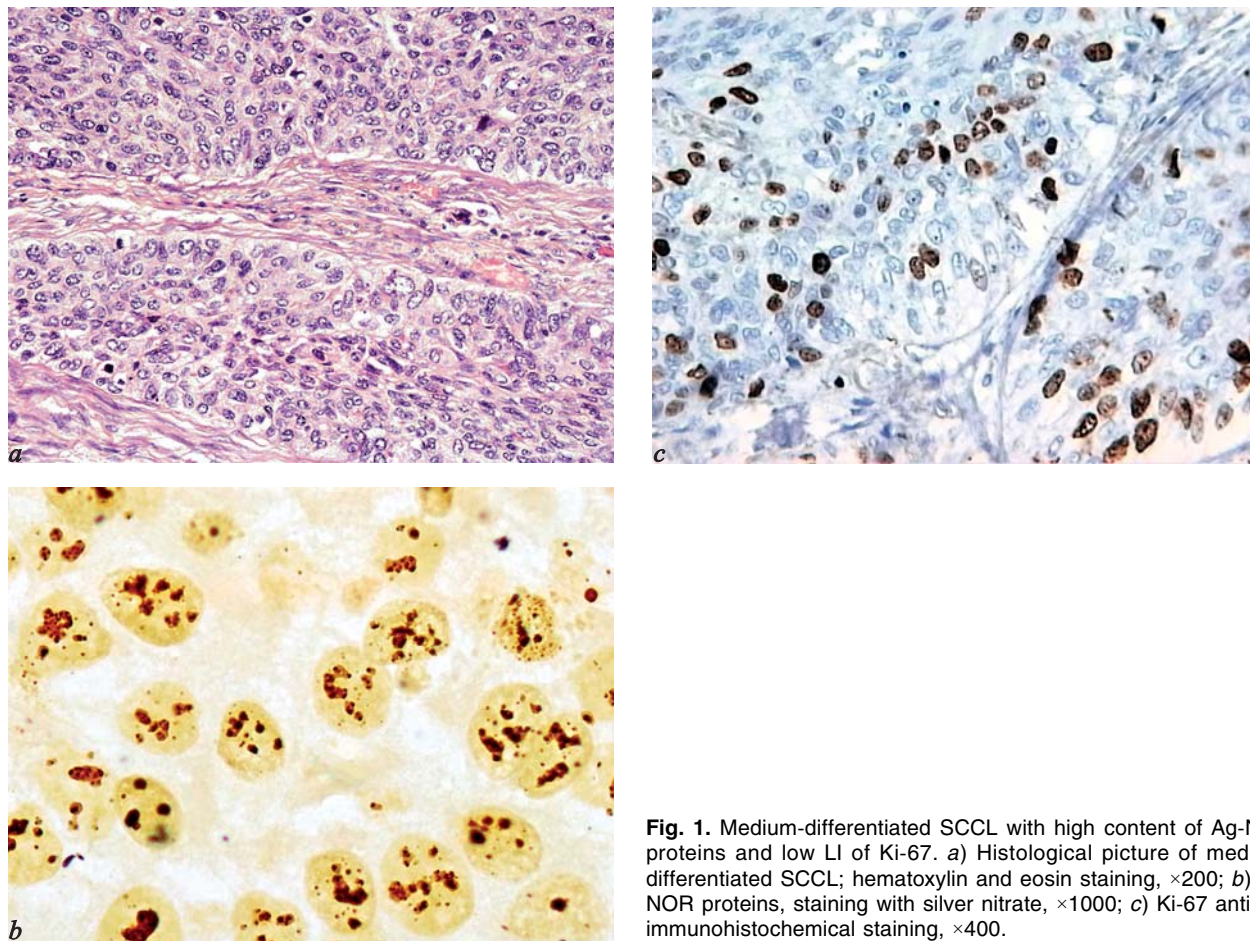 a
c
b
Fig. 1. Medium-differentiated SCCL with high content of Ag-
proteins and low LI of Ki-67. a) Histological picture of
differentiated SCCL; hematoxylin and eosin staining, ×200; b)
NOR proteins, staining with silver nitrate, ×1000; c) Ki-67
immunohistochemical staining, ×400.